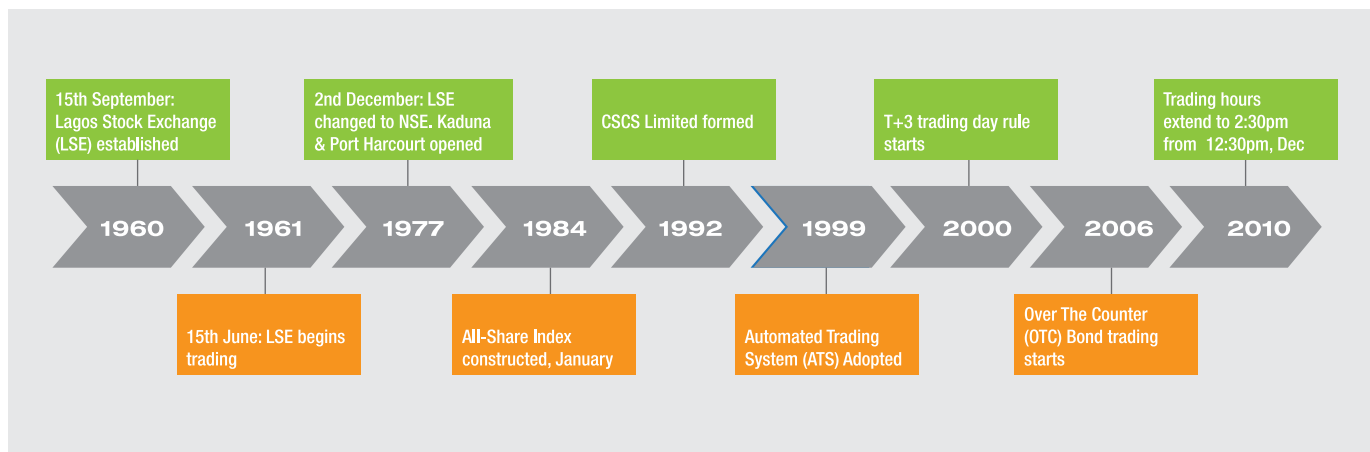 15th September:
Lagos Stock Exchange
(LSE) established
2nd December: LSE
changed to NSE. Kaduna
& Port Harcourt opened
CSCS Limited formed
T+3 trading day rule
starts
Trading hours
extend to 2:30pm
from 12:30pm, Dec
1960
1961
1977
1984
1992
1999
2000
2006
2010
15th June: LSE begins
trading
All-Share Index
constructed, January
Automated Trading
System (ATS) Adopted
Over The Counter
(OTC) Bond trading
starts